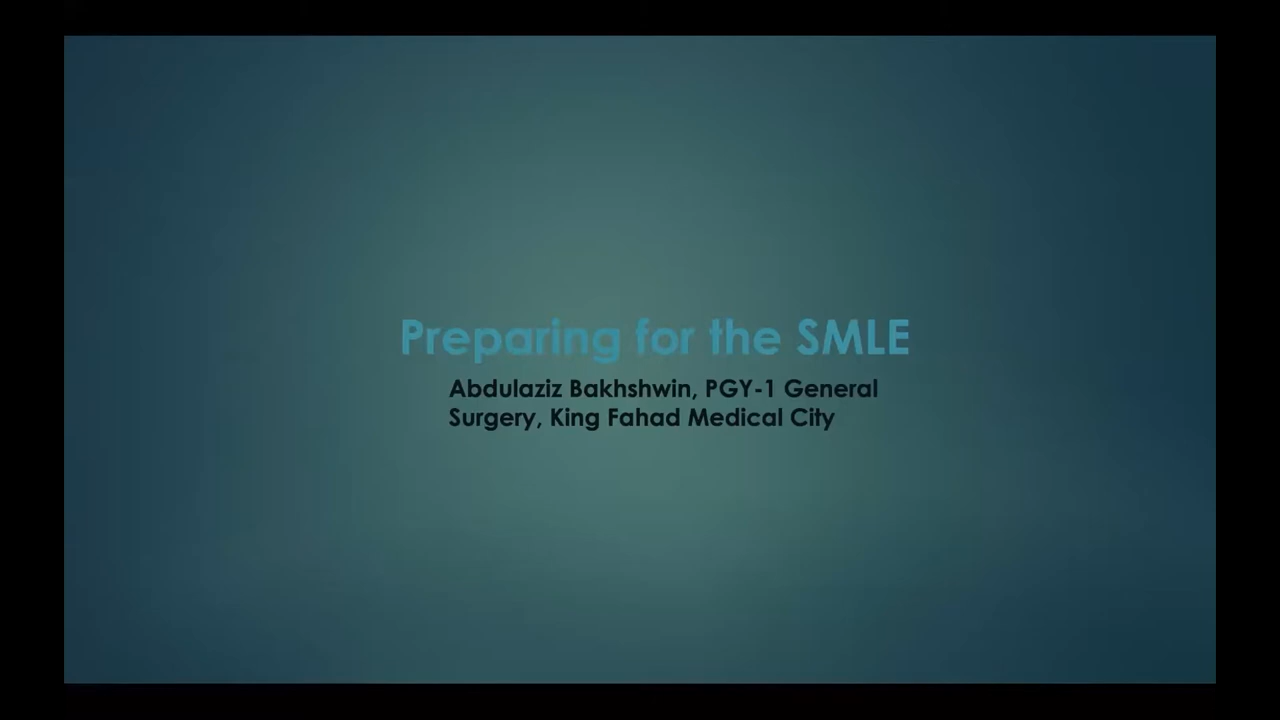 Preparing for the SMLE
Abdulaziz Bakhshwin, PGY-1 General
Surgery, King Fahad Medical City